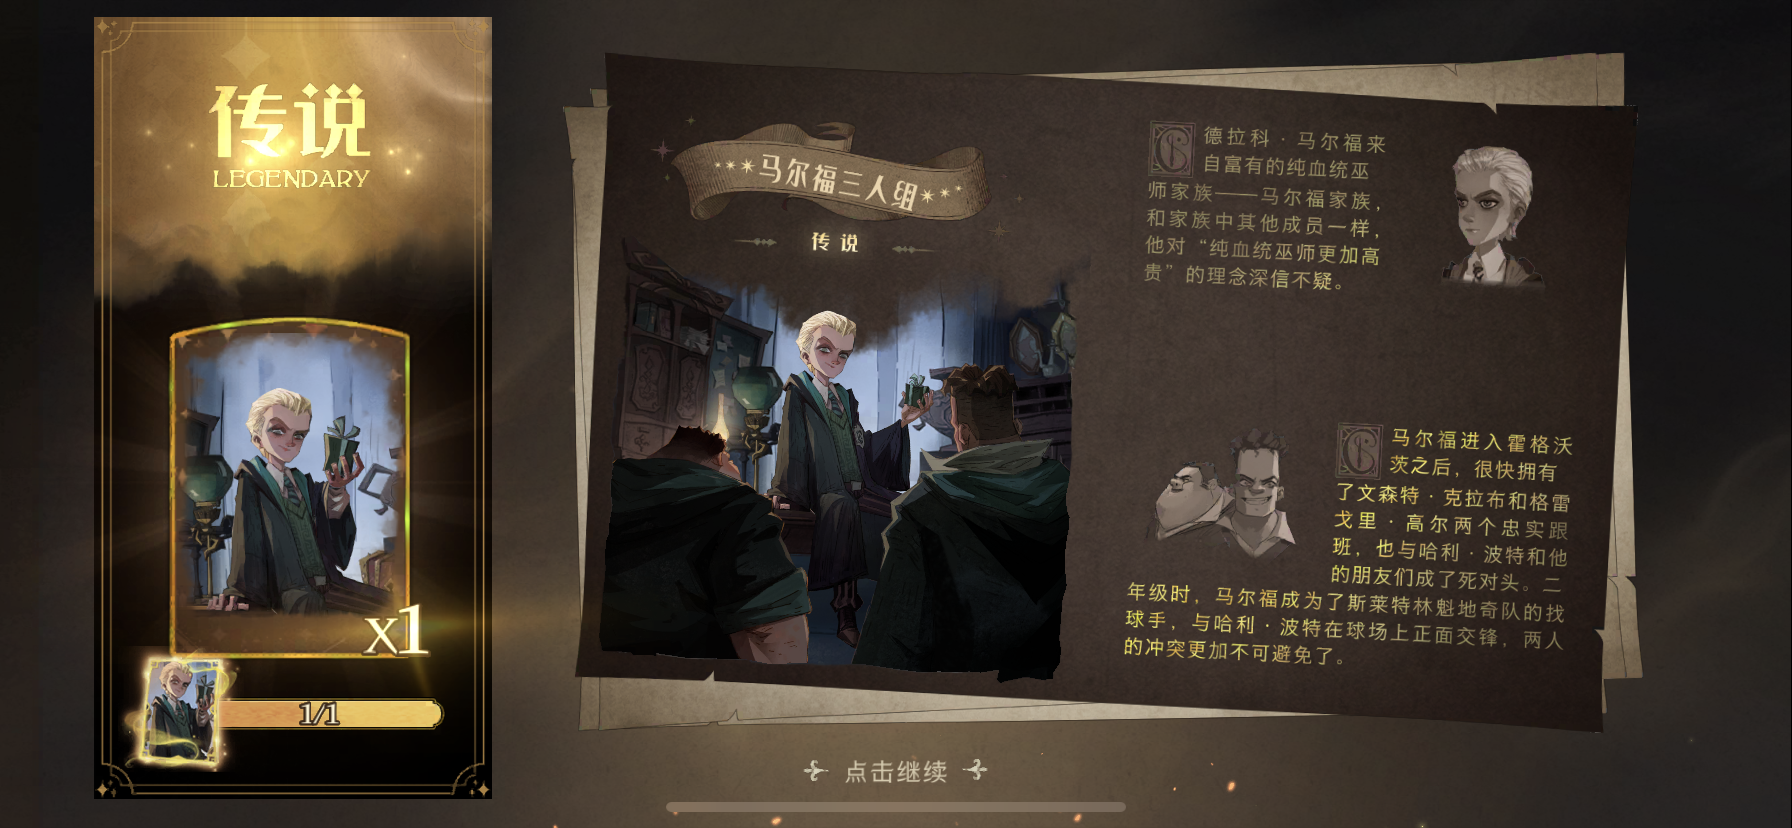 传说
LEGENDARY
x1
1/1
马尔福三人组
传说
德拉科·马尔福来
自富有的纯血统巫
师家族——马尔福家族，
和家族中其他成员一样，
他对“纯血统巫师更加高
贵”的理念深信不疑。
马尔福进入霍格沃
茨之后，很快拥有
了文森特·克拉布和格雷
戈里·高尔两个忠实跟
班，也与哈利·波特和他
的朋友们成了死对头。二
年级时，马尔福成为了斯莱特林魁地奇队的找
球手，与哈利·波特在球场上正面交锋，两人
的冲突更加不可避免了。
点击继续